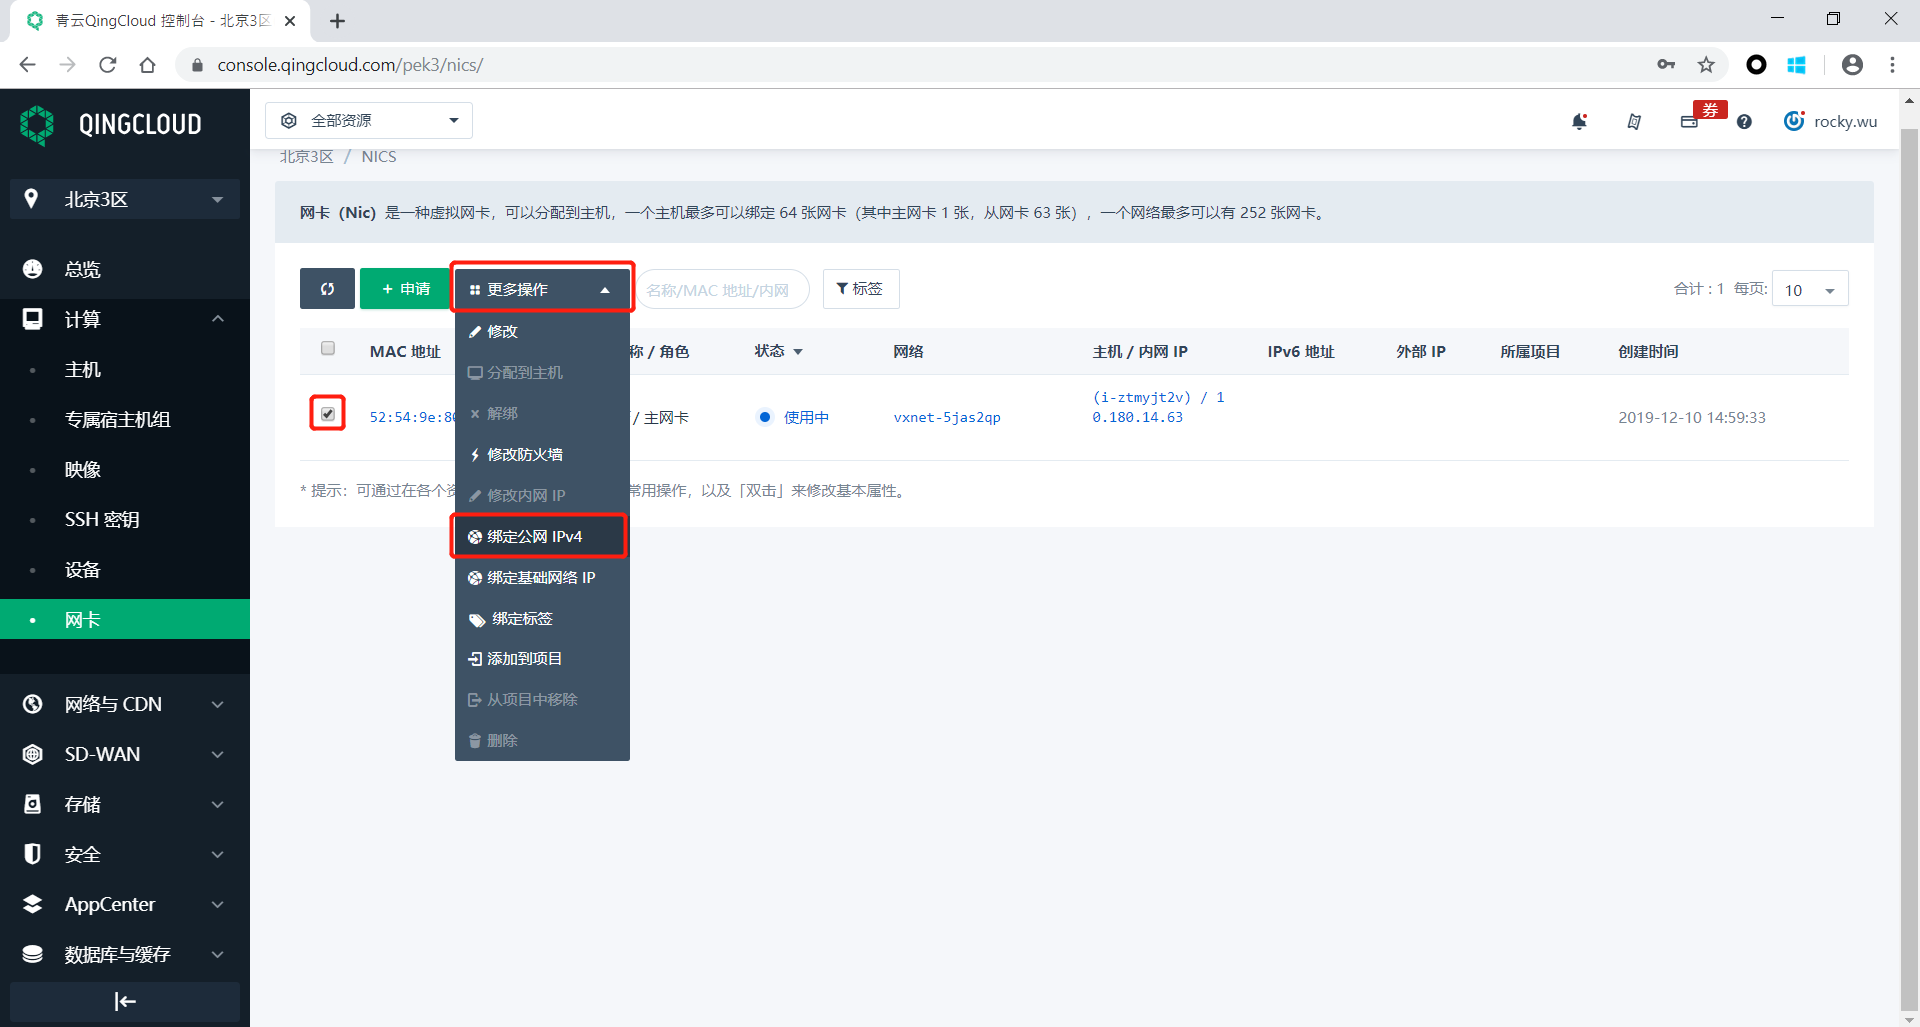 青云QingCloud 控制台 - 北京3区
console.qingcloud.com/pek3/nics/
QINGCLOUD
全部资源
券
rocky.wu
北京3区 / NICS
北京3区
网卡（Nic）是一种虚拟网卡，可以分配到主机，一个主机最多可以绑定 64 张网卡（其中主网卡 1 张，从网卡 63 张），一个网络最多可以有 252 张网卡。
总览
计算
主机
专属宿主机组
映像
SSH 密钥
设备
网卡
网络与 CDN
SD-WAN
存储
安全
AppCenter
数据库与缓存
+ 申请
更多操作
名称/MAC 地址/内网
标签
合计 : 1 每页: 10
修改
分配到主机
解绑
修改防火墙
修改内网 IP
绑定公网 IPv4
绑定基础网络 IP
绑定标签
添加到项目
从项目中移除
删除
MAC 地址 称 / 角色 状态 网络 主机 / 内网 IP IPv6 地址 外部 IP 所属项目 创建时间
52:54:9e:8 / 主网卡 使用中 vxnet-5jas2qp (i-ztmyjt2v) / 1
0.180.14.63 2019-12-10 14:59:33
* 提示：可通过在各个资 常用操作，以及「双击」来修改基本属性。